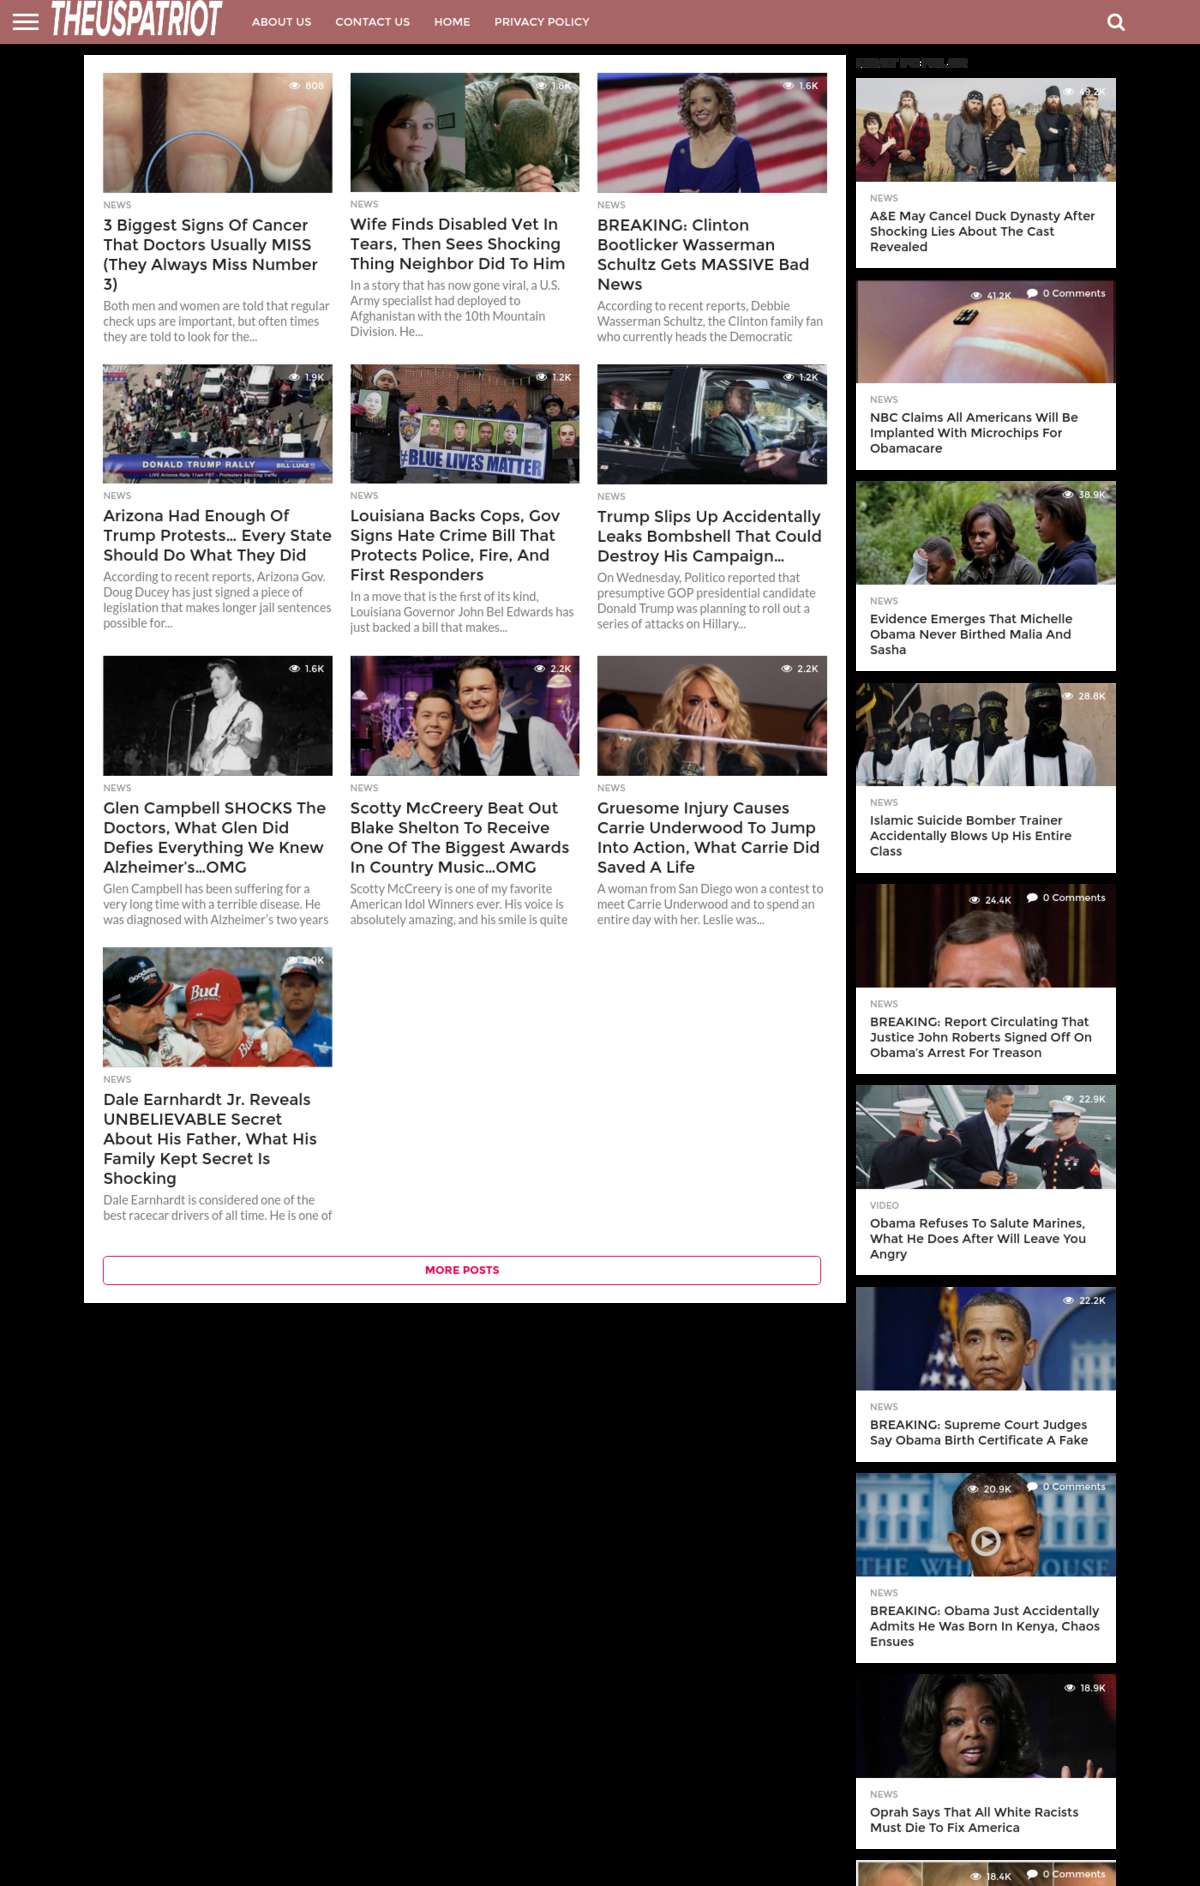 THEUSPATRIOT
ABOUT US
CONTACT US
HOME
PRIVACY POLICY
808
NEWS
3 Biggest Signs Of Cancer
That Doctors Usually MISS
(They Always Miss Number
3)
Both men and women are told that regular
check ups are important, but often times
they are told to look for the...
1.8K
NEWS
Wife Finds Disabled Vet In
Tears, Then Sees Shocking
Thing Neighbor Did To Him
In a story that has now gone viral, a U.S.
Army specialist had deployed to
Afghanistan with the 10th Mountain
Division. He...
1.6K
NEWS
BREAKING: Clinton
Bootlicker Wasserman
Schultz Gets MASSIVE Bad
News
According to recent reports, Debbie
Wasserman Schultz, the Clinton family fan
who currently heads the Democratic
1.9K
DONALD TRUMP RALLY
BILL LUKE
NEWS
Arizona Had Enough Of
Trump Protests... Every State
Should Do What They Did
According to recent reports, Arizona Gov.
Doug Ducey has just signed a piece of
legislation that makes longer jail sentences
possible for...
1.2K
#BLUE LIVES MATTER
NEWS
Louisiana Backs Cops, Gov
Signs Hate Crime Bill That
Protects Police, Fire, And
First Responders
In a move that is the first of its kind,
Louisiana Governor John Bel Edwards has
just backed a bill that makes...
1.2K
NEWS
Trump Slips Up Accidentally
Leaks Bombshell That Could
Destroy His Campaign...
On Wednesday, Politico reported that
presumptive GOP presidential candidate
Donald Trump was planning to roll out a
series of attacks on Hillary...
1.6K
NEWS
Glen Campbell SHOCKS The
Doctors, What Glen Did
Defies Everything We Knew
Alzheimer's...OMG
Glen Campbell has been suffering for a
very long time with a terrible disease. He
was diagnosed with Alzheimer's two years
2.2K
NEWS
Scotty McCreery Beat Out
Blake Shelton To Receive
One Of The Biggest Awards
In Country Music...OMG
Scotty McCreery is one of my favorite
American Idol Winners ever. His voice is
absolutely amazing, and his smile is quite
2.2K
NEWS
Gruesome Injury Causes
Carrie Underwood To Jump
Into Action, What Carrie Did
Saved A Life
A woman from San Diego won a contest to
meet Carrie Underwood and to spend an
entire day with her. Leslie was...
Bud
NEWS
Dale Earnhardt Jr. Reveals
UNBELIEVABLE Secret
About His Father, What His
Family Kept Secret Is
Shocking
Dale Earnhardt is considered one of the
best racecar drivers of all time. He is one of
MORE POSTS
49.2K
NEWS
A&E May Cancel Duck Dynasty After
Shocking Lies About The Cast
Revealed
41.2K
0 Comments
NEWS
NBC Claims All Americans Will Be
Implanted With Microchips For
Obamacare
38.9K
NEWS
Evidence Emerges That Michelle
Obama Never Birthed Malia And
Sasha
28.8K
NEWS
Islamic Suicide Bomber Trainer
Accidentally Blows Up His Entire
Class
24.4K
0 Comments
NEWS
BREAKING: Report Circulating That
Justice John Roberts Signed Off On
Obama's Arrest For Treason
22.9K
VIDEO
Obama Refuses To Salute Marines,
What He Does After Will Leave You
Angry
22.2K
NEWS
BREAKING: Supreme Court Judges
Say Obama Birth Certificate A Fake
20.9K
0 Comments
THE WH OUSE
NEWS
BREAKING: Obama Just Accidentally
Admits He Was Born In Kenya, Chaos
Ensues
18.9K
NEWS
Oprah Says That All White Racists
Must Die To Fix America
18.4K
0 Comments